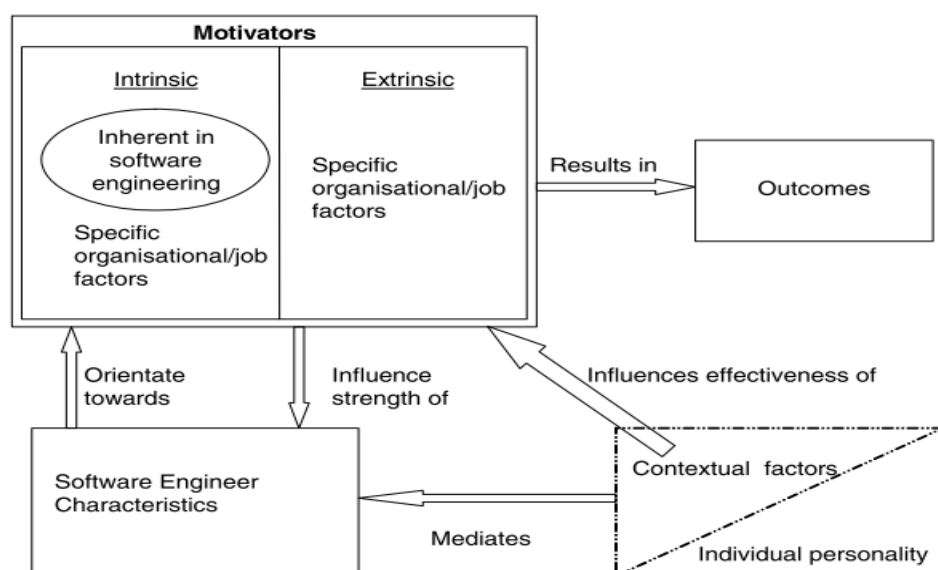 Motivators
Intrinsic
Inherent in
software
engineering
Specific
organisational/job
factors
Extrinsic
Specific
organisational/job
factors
Results in
Outcomes
Orientate
towards
Influence
strength of
Influences effectiveness of
Software Engineer
Characteristics
Contextual factors
Mediates
Individual personality